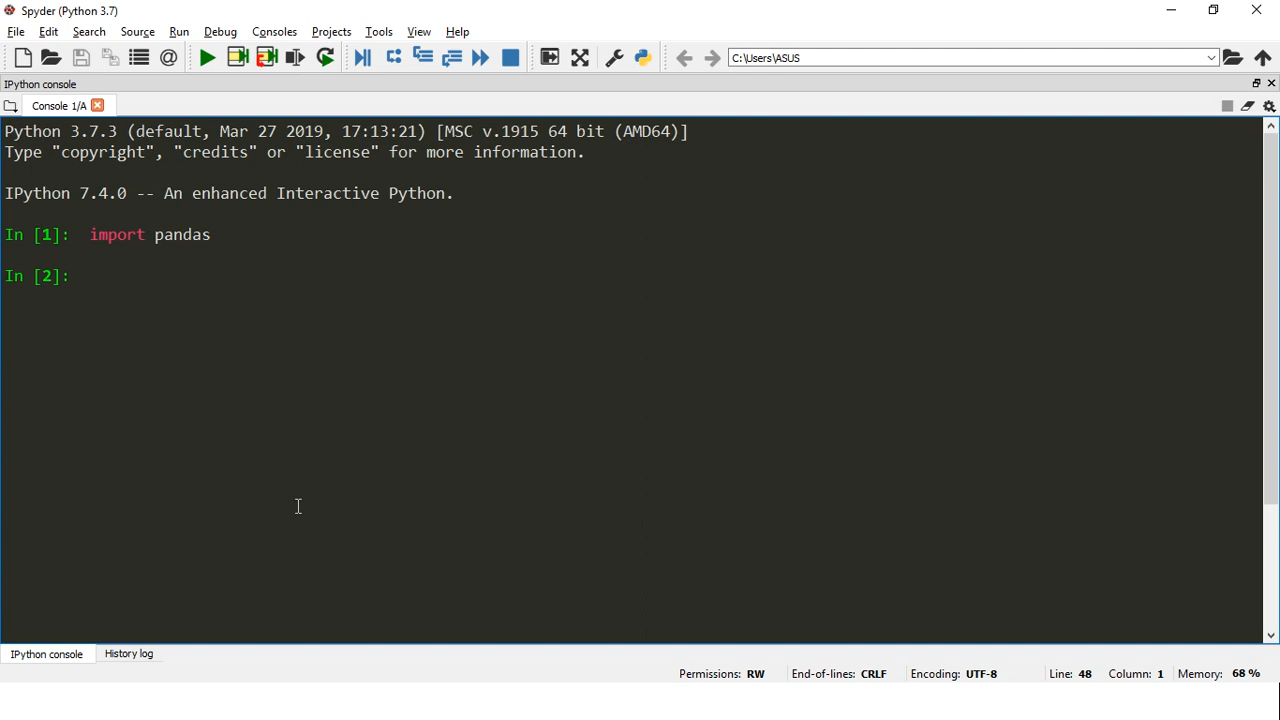 Spyder (Python 3.7)
File Edit Search Source Run Debug Consoles Projects Tools View Help
C:\Users\ASUS
IPython console
Console 1/A
Python 3.7.3 (default, Mar 27 2019, 17:13:21) [MSC v.1915 64 bit (AMD64)]
Type "copyright", "credits" or "license" for more information.
IPython 7.4.0 -- An enhanced Interactive Python.
In [1]: import pandas
In [2]:
IPython console History log
Permissions: RW End-of-lines: CRLF Encoding: UTF-8 Line: 48 Column: 1 Memory: 68 %